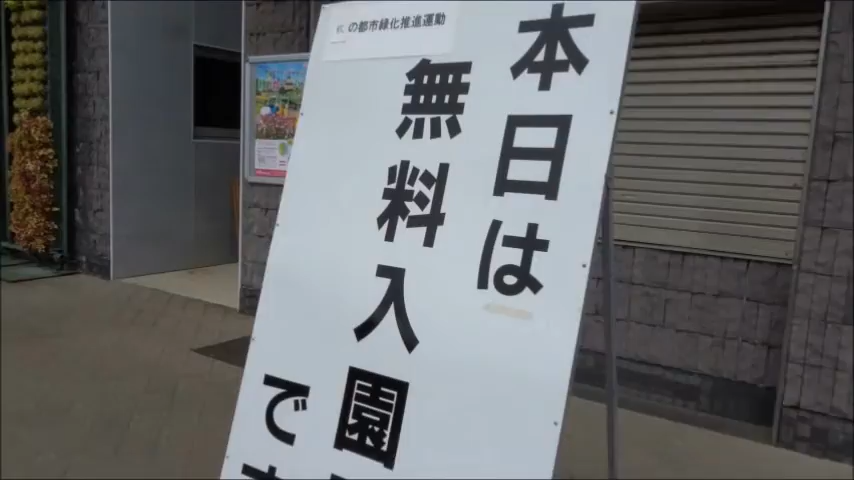 の都市緑化推進運動
本日は
無料入園
で